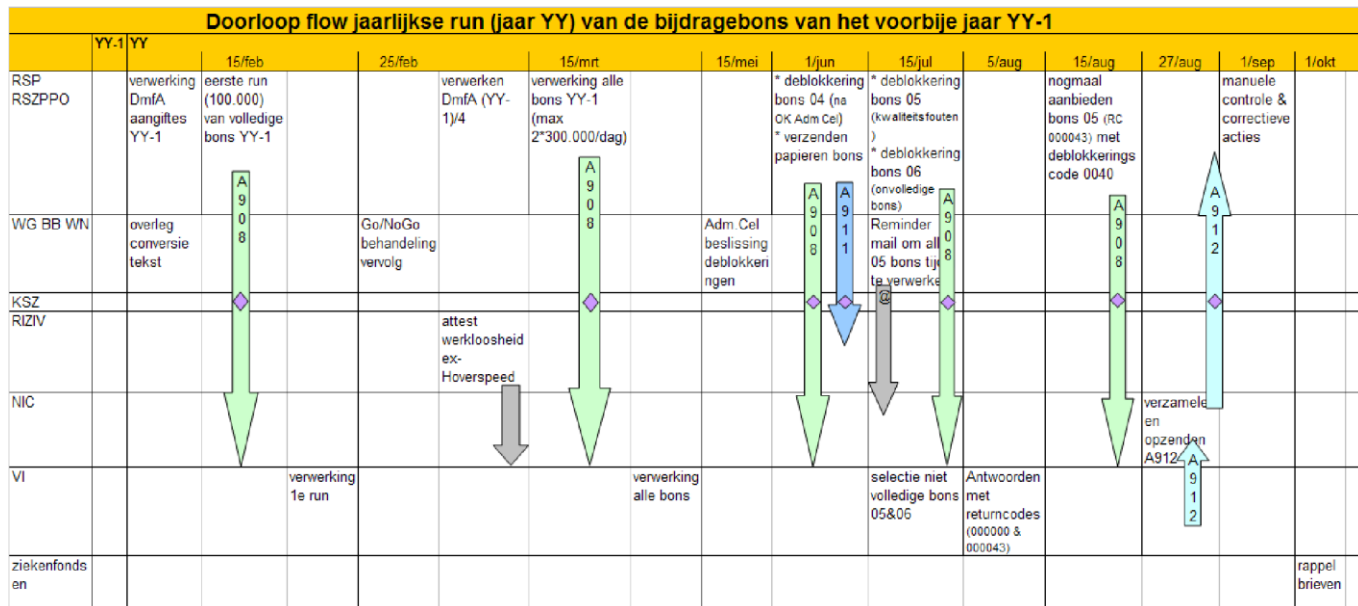 Doorloop flow jaarlijkse run (jaar YY) van de bijdragebons van het voorbije jaar YY-1
YY-1 YY
15/feb 25/feb 15/mrt 15/mei 1/jun 15/jul 5/aug 15/aug 27/aug 1/sep 1/okt
RSP
RSZPPO
verwerking
DmfA
aangiftes
YY-1
eerste run
(100.000)
van volledige
bons YY-1
verwerken
DmfA (YY-
1)/4
verwerking alle
bons YY-1
(max
2*300.000/dag)
* deblokkering
bons 04 (na
OK Adm Cel)
* verzenden
papieren bons
* deblokkering
bons 05
(kwaliteitsfouten
)
* deblokkering
bons 06
(onvolledige
bons)
nogmaal
aanbieden
bons 05 (RC
000043) met
deblokkerings
code 0040
manuele
controle &
correctieve
acties
A908
A908
A908
A911
A908
A908
A912
WG BB WN
overleg
conversie
tekst
Go/NoGo
behandeling
vervolg
Adm.Cel
beslissing
deblokkeri
ngen
Reminder
mail om all
05 bons tij
te verwerke
KSZ
@
RIZIV
attest
werkloosheid
ex-
Hoverspeed
NIC
verzamele
en
opzenden
A912
A912
VI
verwerking
1e run
verwerking
alle bons
selectie niet
volledige bons
05&06
Antwoorden
met
returncodes
(000000 &
000043)
ziekenfonds
en
rappel
brieven